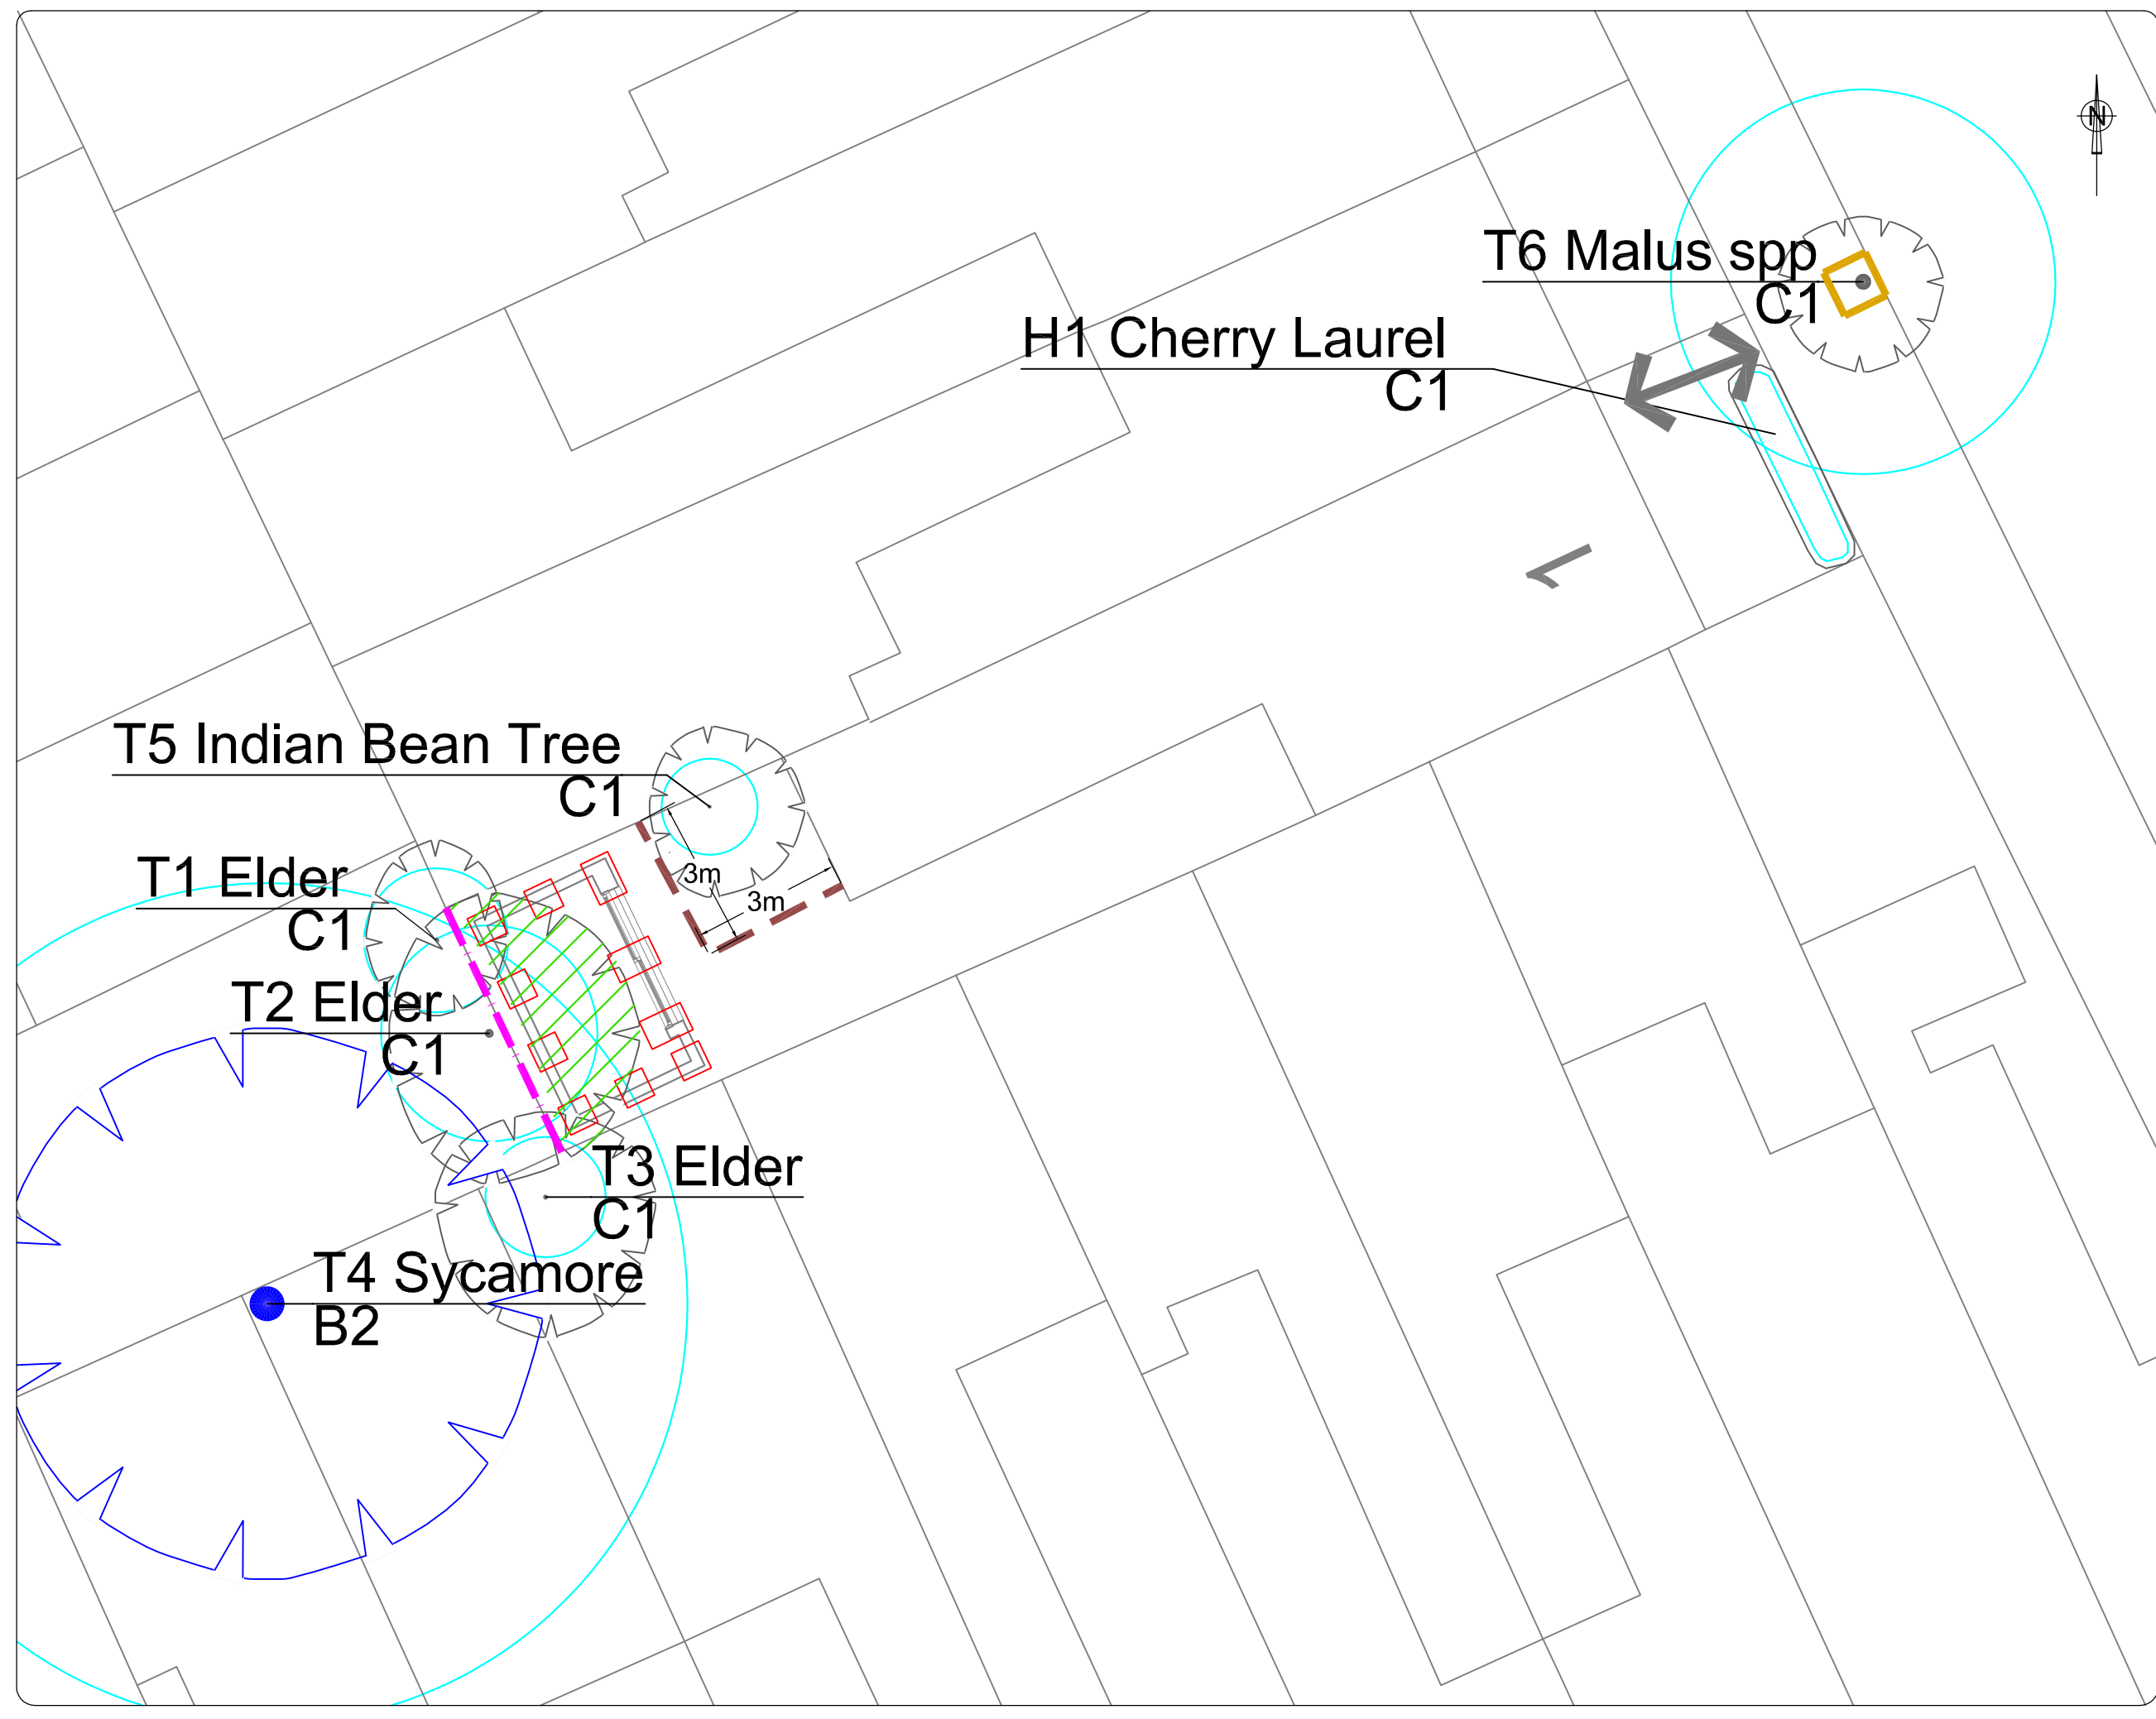 N
T6 Malus spp
C1
H1 Cherry Laurel
C1
1
T5 Indian Bean Tree
C1
T1 Elder
C1
3m
3m
T2 Elder
C1
T3 Elder
C1
T4 Sycamore
B2